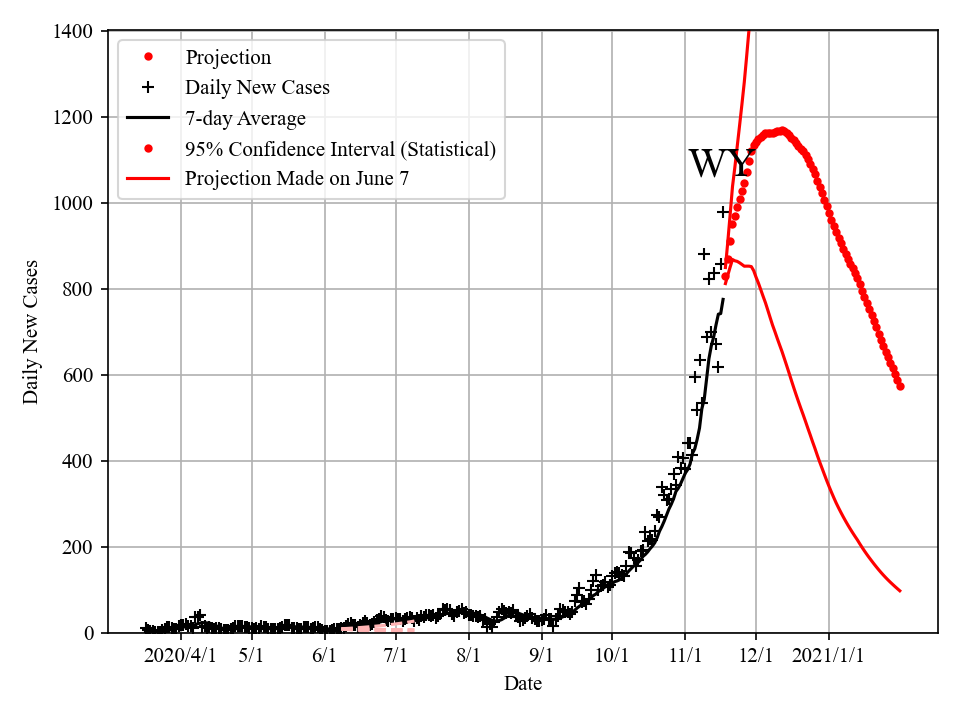 1400
1200
1000
800
600
400
200
0
Daily New Cases
Projection
Daily New Cases
7-day Average
95% Confidence Interval (Statistical)
Projection Made on June 7
WY
2020/4/1 5/1 6/1 7/1 8/1 9/1 10/1 11/1 12/1 2021/1/1
Date